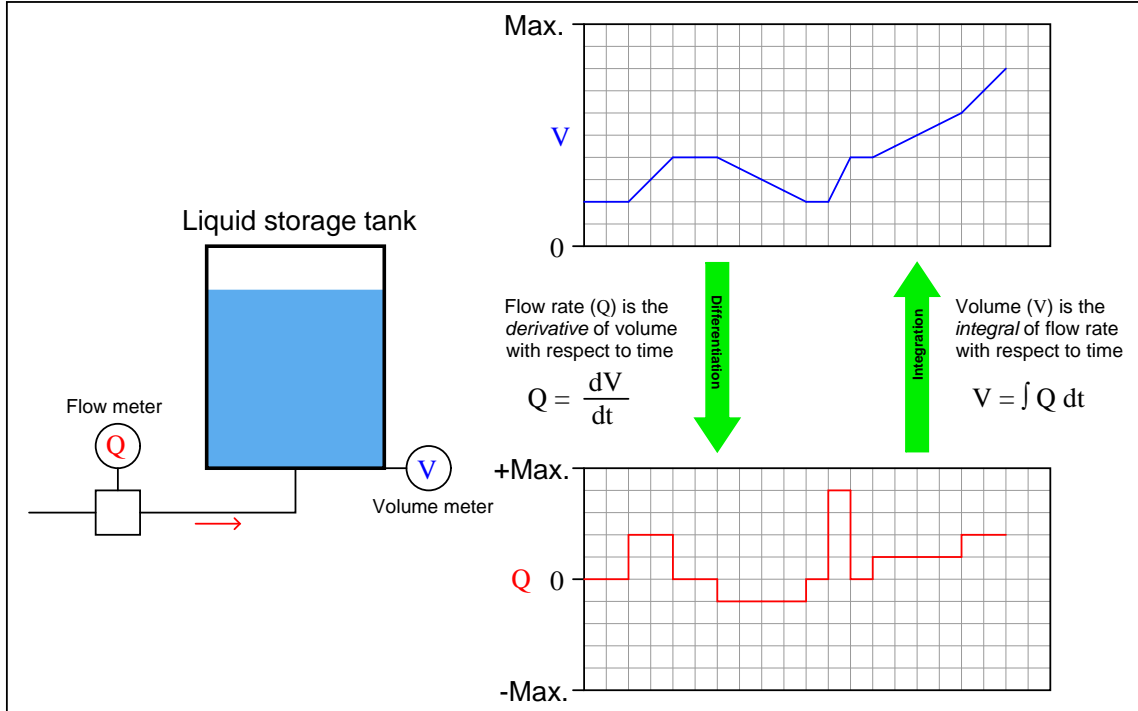 Liquid storage tank
Flow meter
Q
V
Volume meter
Max.
V
0
Flow rate (Q) is the
derivative of volume
with respect to time
Q = dV/dt
Differentiation
Integration
Volume (V) is the
integral of flow rate
with respect to time
V = ∫ Q dt
+Max.
Q 0
-Max.